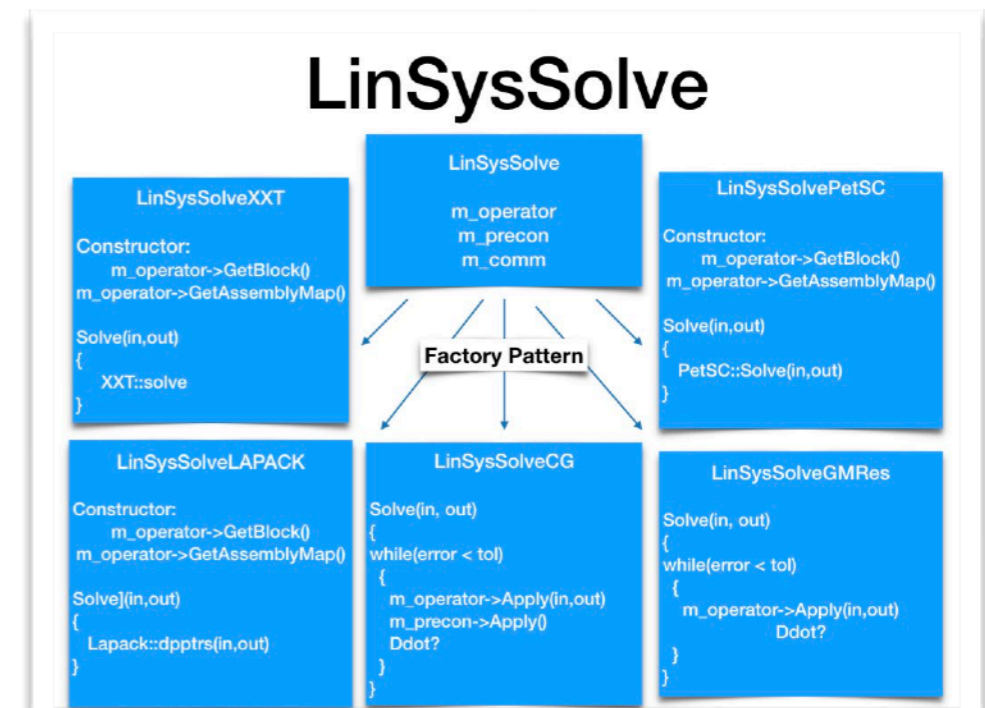 LinSysSolve
LinSysSolve
m_operator
m_precon
m_comm
LinSysSolveXXT
Constructor:
m_operator->GetBlock()
m_operator->GetAssemblyMap()
Solve(in,out)
{
XXT::solve
}
LinSysSolvePetSC
Constructor:
m_operator->GetBlock()
m_operator->GetAssemblyMap()
Solve(in,out)
{
PetSC::Solve(in,out)
}
Factory Pattern
LinSysSolveLAPACK
Constructor:
m_operator->GetBlock()
m_operator->GetAssemblyMap()
Solve](in,out)
{
Lapack::dpptrs(in,out)
}
LinSysSolveCG
Solve(in, out)
{
while(error < tol)
{
m_operator->Apply(in,out)
m_precon->Apply()
Ddot?
}
}
LinSysSolveGMRes
Solve(in, out)
{
while(error < tol)
{
m_operator->Apply(in,out)
Ddot?
}
}